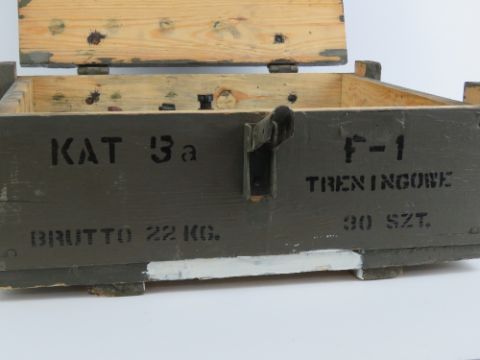 KAT 3a
BRUTTO 22 KG.
F-1
TRENINGOWE
30 SZT.